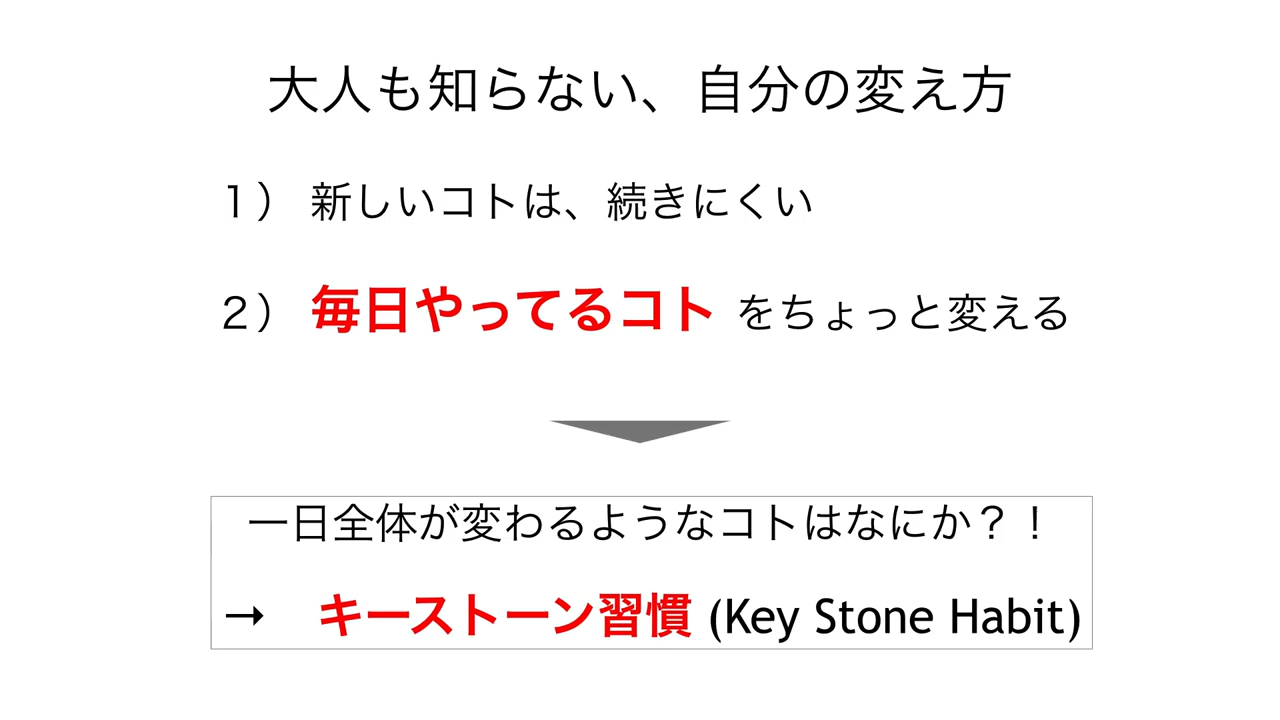 大人も知らない、自分の変え方
１） 新しいコトは、続きにくい
２） 毎日やってるコト をちょっと変える
一日全体が変わるようなコトはなにか？！
→　キーストーン習慣 (Key Stone Habit)